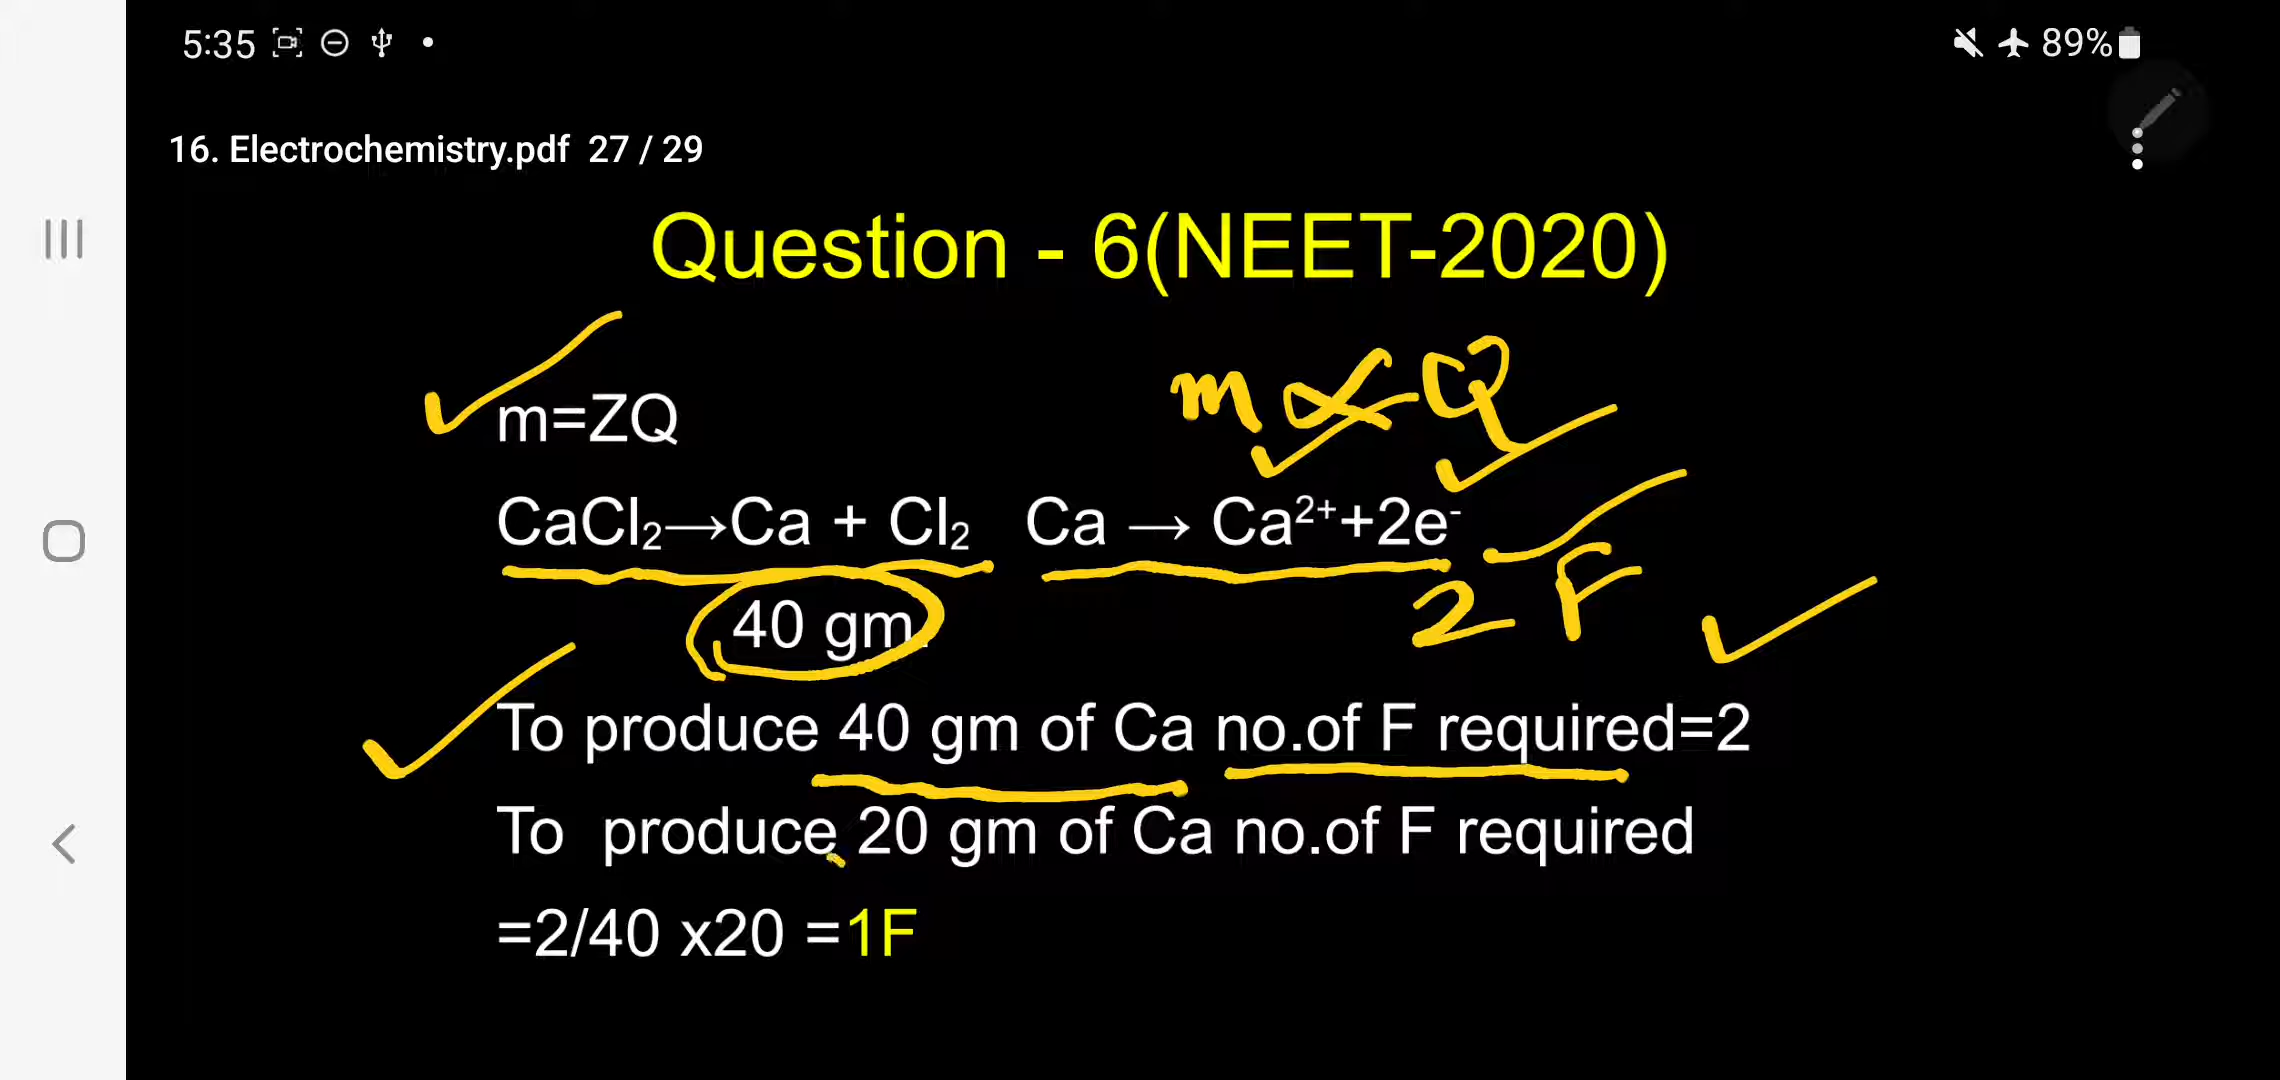 5:35 89%
16. Electrochemistry.pdf 27 / 29
Question - 6(NEET-2020)
m=ZQ m ∝ Q
CaCl₂→Ca + Cl₂ Ca → Ca²⁺+2e⁻
40 gm 2 F
To produce 40 gm of Ca no.of F required=2
To produce 20 gm of Ca no.of F required
=2/40 x20 =1F